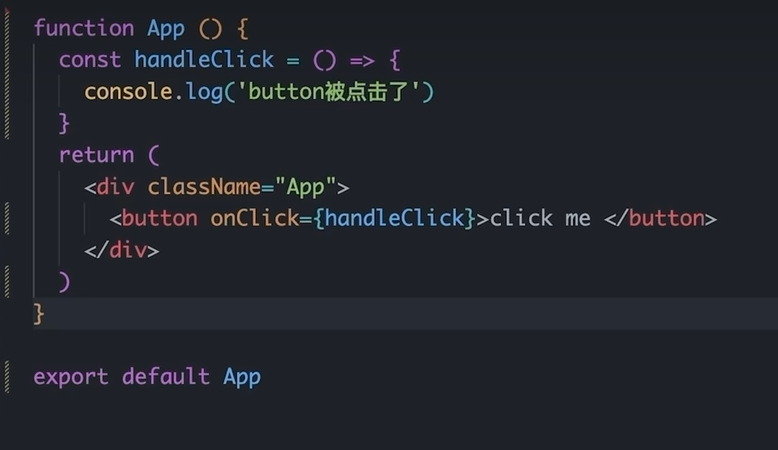 function App () {
const handleClick = () => {
console.log('button被点击了')
}
return (
<div className="App">
<button onClick={handleClick}>click me </button>
</div>
)
}
export default App